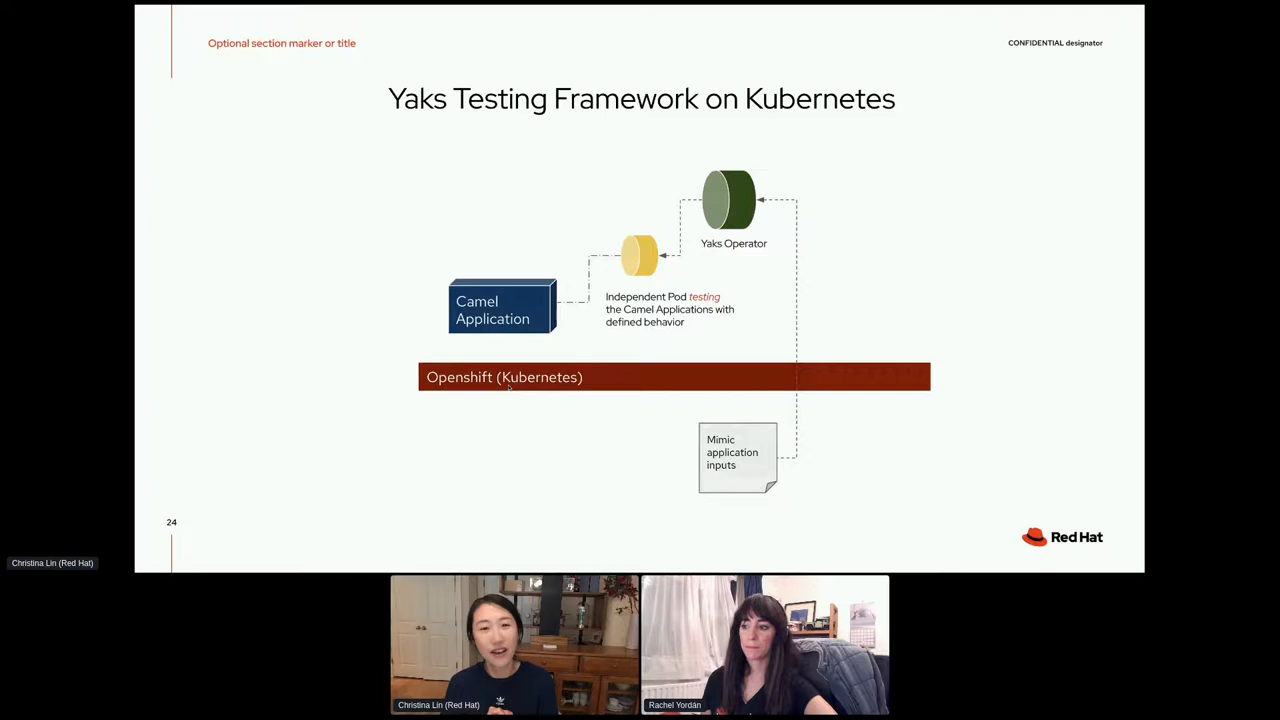 Optional section marker or title
CONFIDENTIAL designator
Yaks Testing Framework on Kubernetes
Yaks Operator
Independent Pod testing
the Camel Applications with
defined behavior
Camel
Application
Openshift (Kubernetes)
Mimic
application
inputs
24
Red Hat
Christina Lin (Red Hat)
Christina Lin (Red Hat)
Rachel Yordán